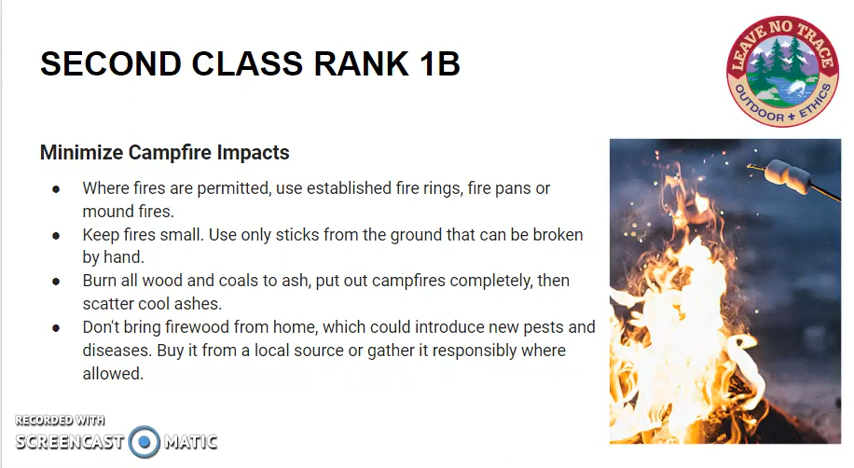 SECOND CLASS RANK 1B
LEAVE NO TRACE
OUTDOOR ETHICS
Minimize Campfire Impacts
● Where fires are permitted, use established fire rings, fire pans or
mound fires.
● Keep fires small. Use only sticks from the ground that can be broken
by hand.
● Burn all wood and coals to ash, put out campfires completely, then
scatter cool ashes.
● Don't bring firewood from home, which could introduce new pests and
diseases. Buy it from a local source or gather it responsibly where
allowed.
RECORDED WITH
SCREENCAST MATIC